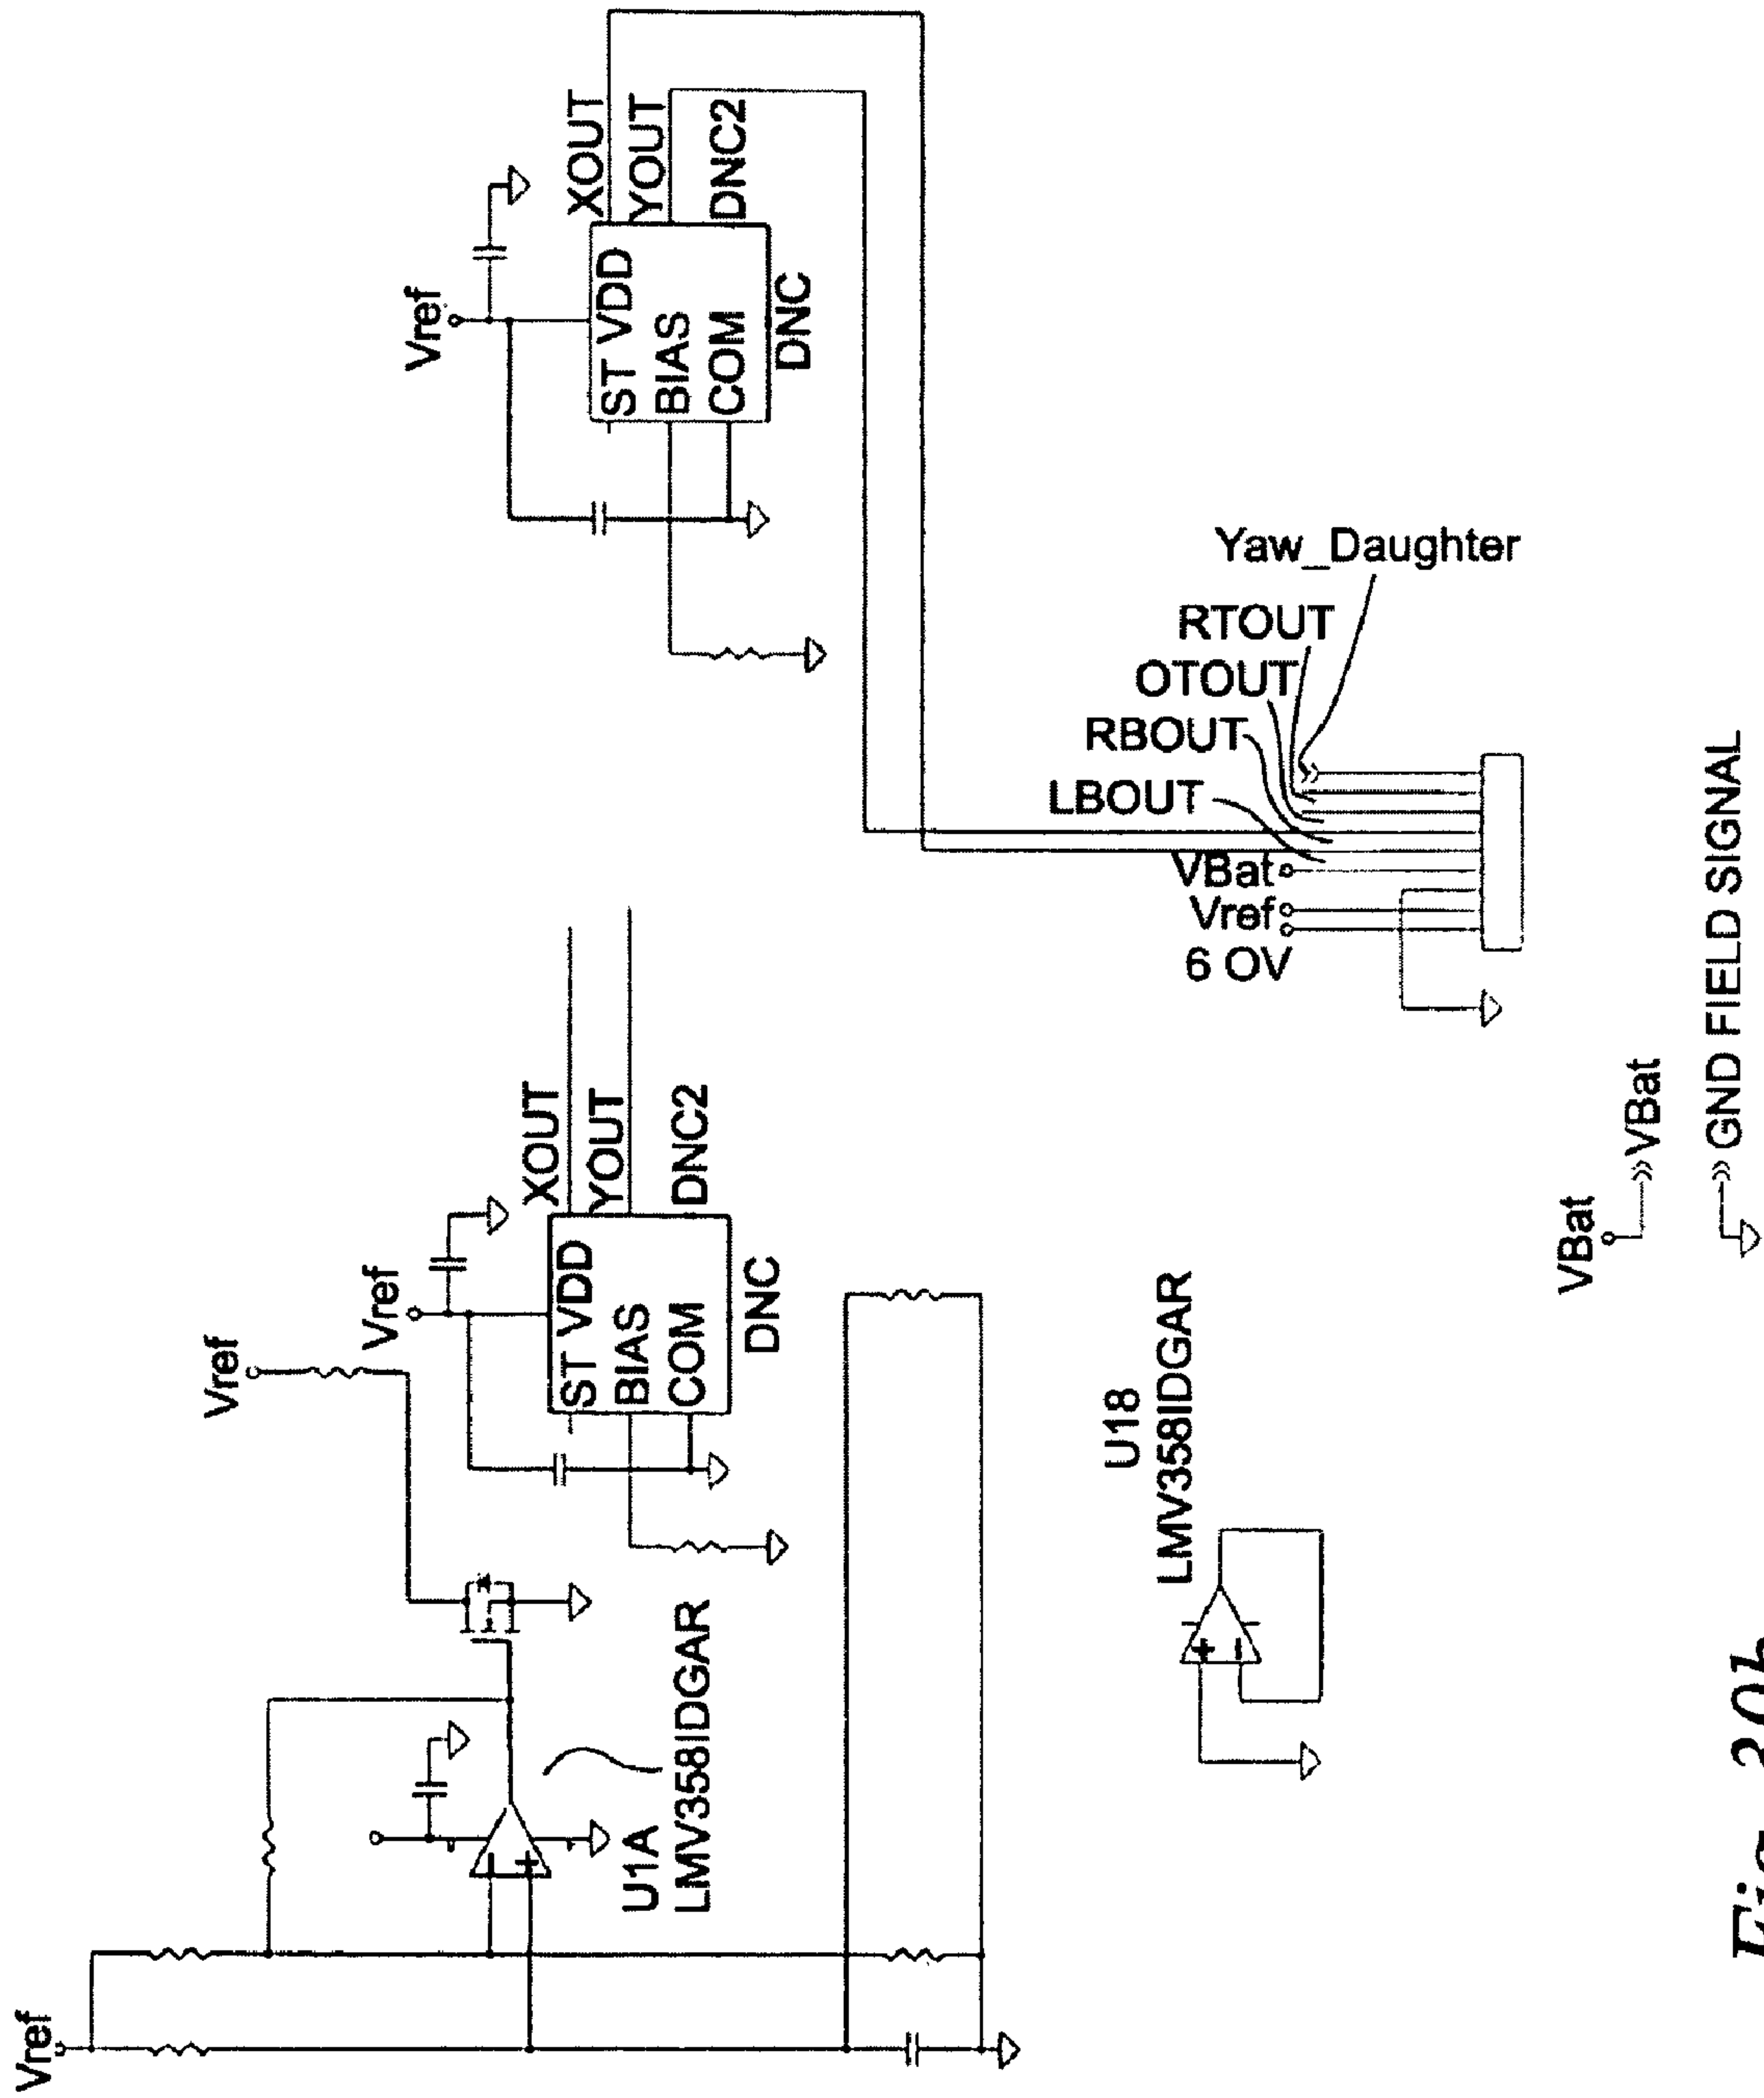 Vref
U1A
LMV358IDGAR
Vref
Vref
ST VDD
BIAS
COM
DNC
XOUT
YOUT
DNC2
Vref
ST VDD
BIAS
COM
DNC
XOUT
YOUT
DNC2
U18
LMV358IDGAR
Yaw_Daughter
RTOUT
OTOUT
RBOUT
LBOUT
VBat
Vref
6 OV
VBat
VBat
GND FIELD SIGNAL
Fig. 20b